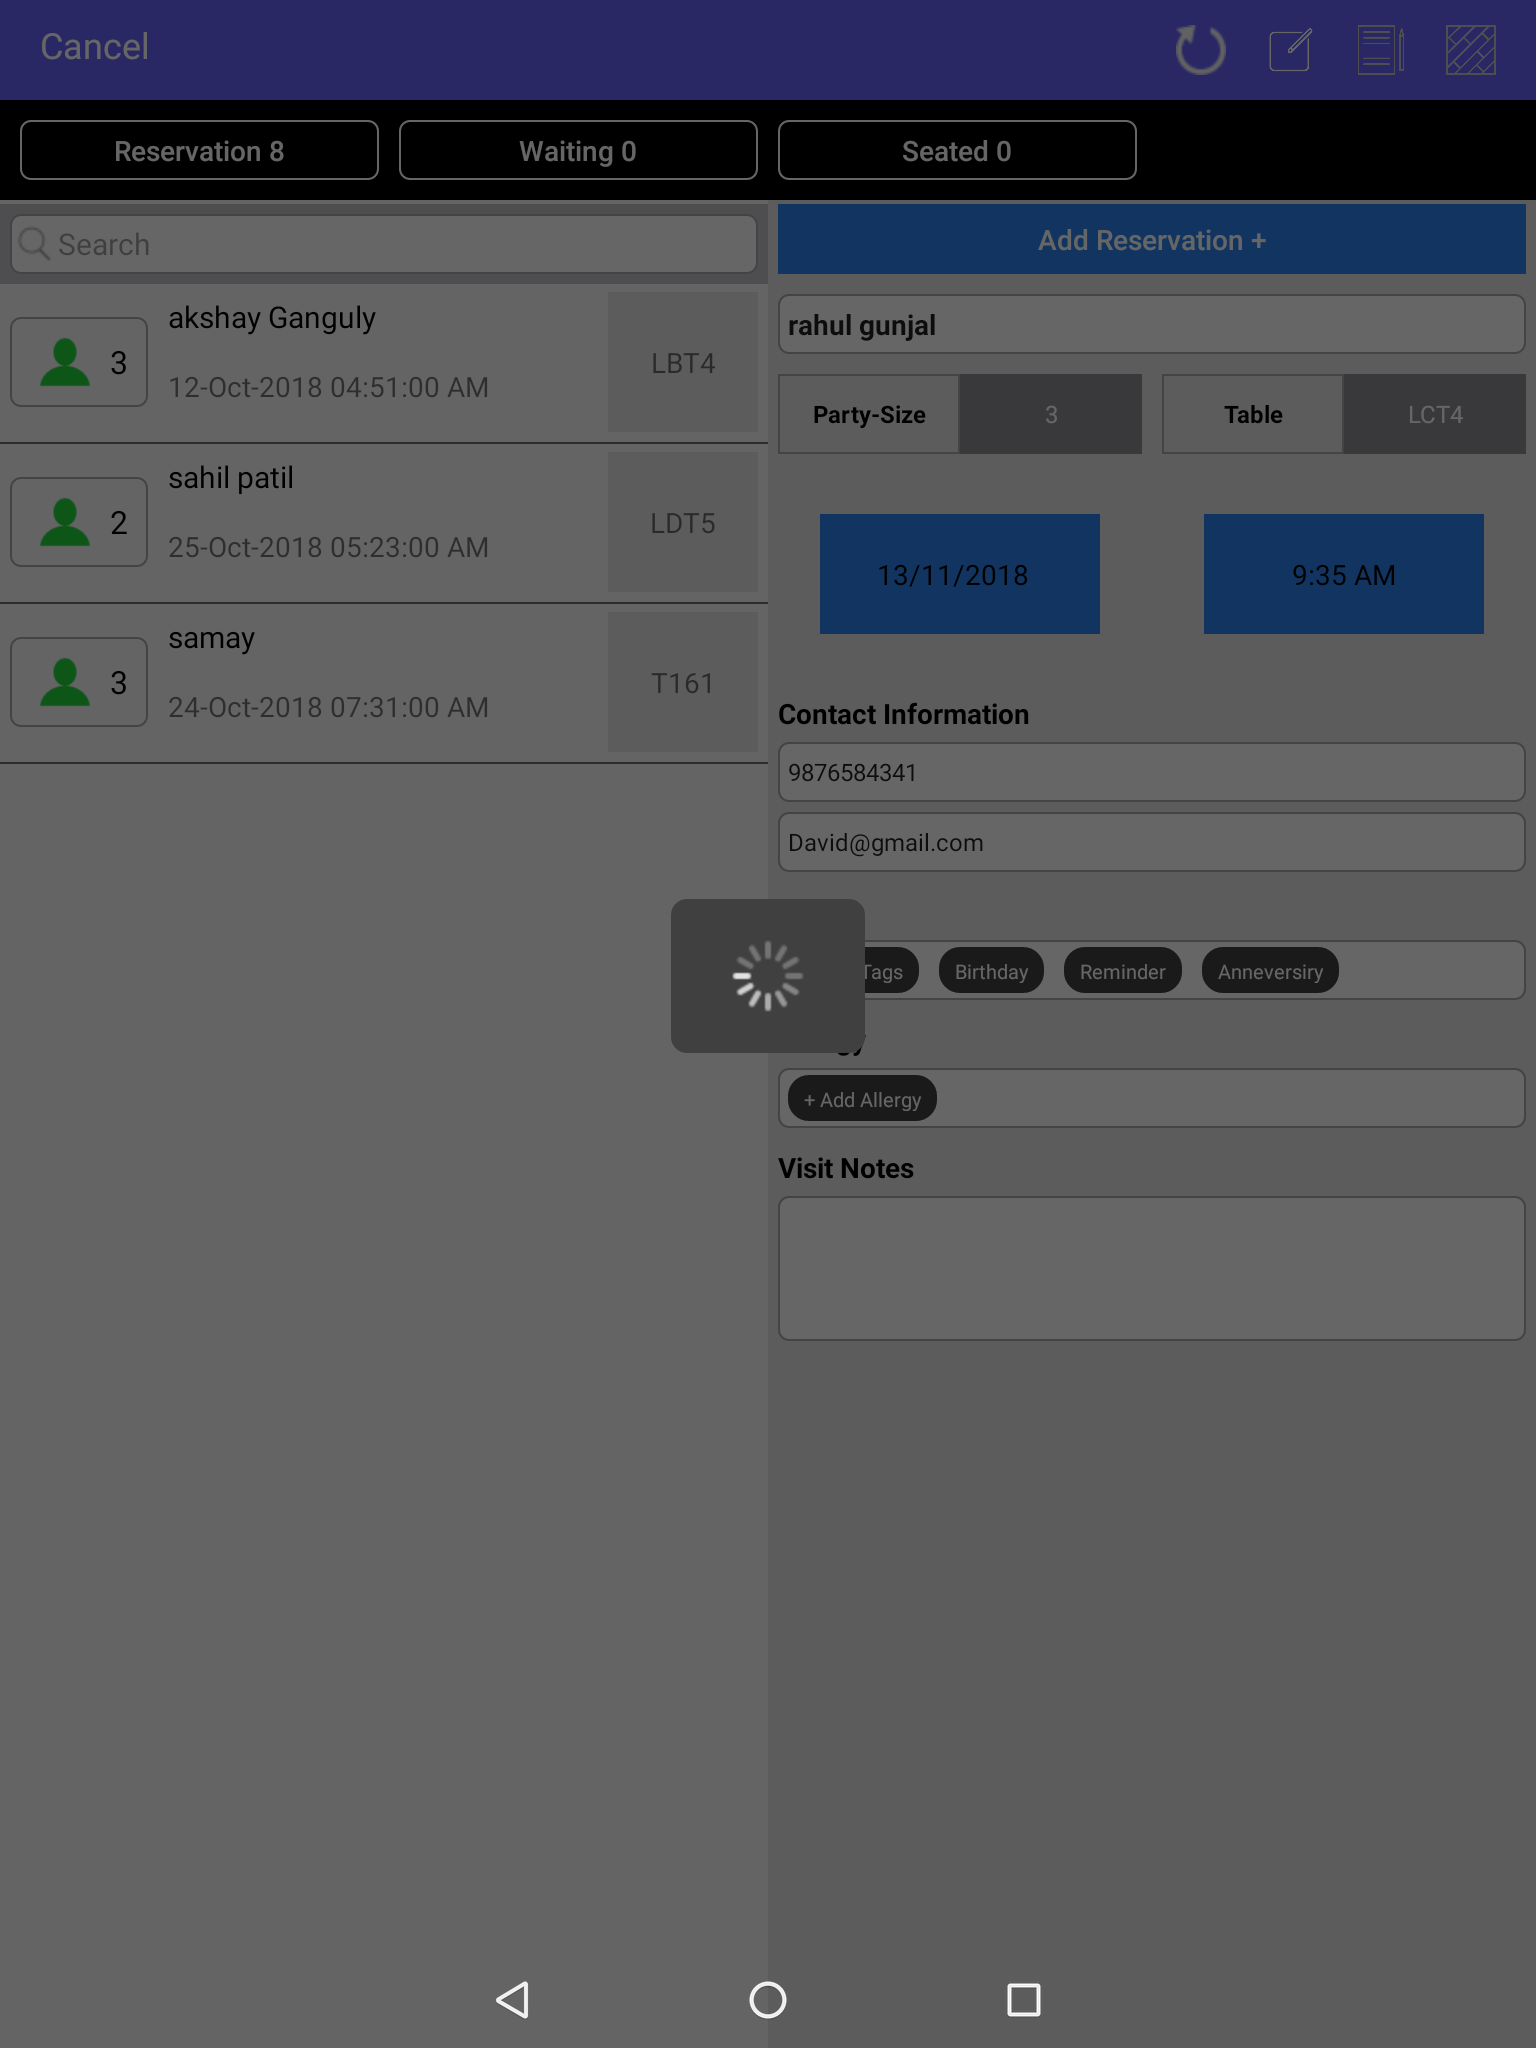 Cancel
Reservation 8
Waiting 0
Seated 0
Search
akshay Ganguly
3
12-Oct-2018 04:51:00 AM
LBT4
sahil patil
2
25-Oct-2018 05:23:00 AM
LDT5
samay
3
24-Oct-2018 07:31:00 AM
T161
Add Reservation +
rahul gunjal
Party-Size 3
Table LCT4
13/11/2018
9:35 AM
Contact Information
9876584341
David@gmail.com
Tags
Birthday
Reminder
Anneversiry
+ Add Allergy
Visit Notes